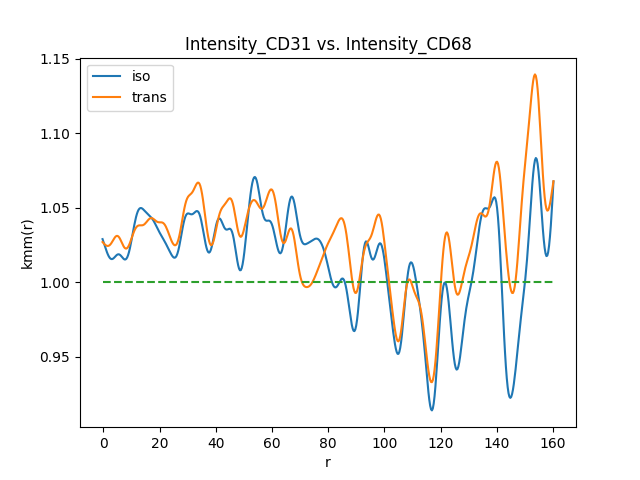 Intensity_CD31 vs. Intensity_CD68
iso
trans
kmm(r)
1.15
1.10
1.05
1.00
0.95
0 20 40 60 80 100 120 140 160
r